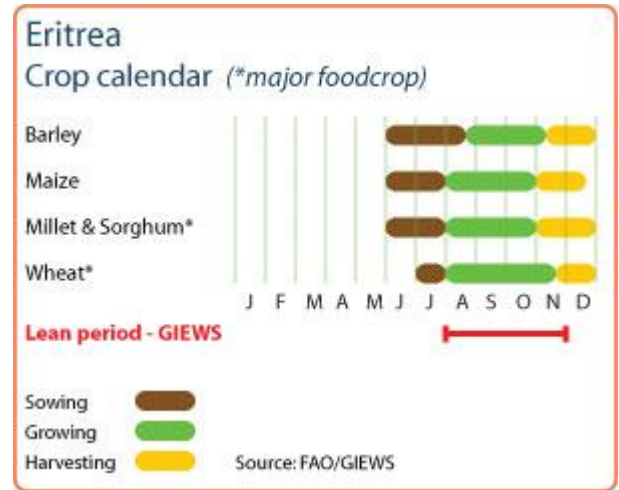 Eritrea
Crop calendar (*major foodcrop)
Barley
Maize
Millet & Sorghum*
Wheat*
J F M A M J J A S O N D
Lean period - GIEWS
Sowing
Growing
Harvesting Source: FAO/GIEWS